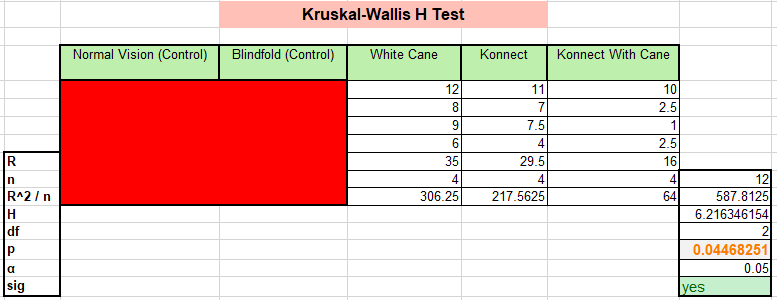 Kruskal-Wallis H Test
Normal Vision (Control) Blindfold (Control) White Cane Konnect Konnect With Cane
12 11 10
8 7 2.5
9 7.5 1
6 4 2.5
R 35 29.5 16
n 4 4 4 12
R^2 / n 306.25 217.5625 64 587.8125
H 6.216346154
df 2
p 0.04468251
α 0.05
sig yes